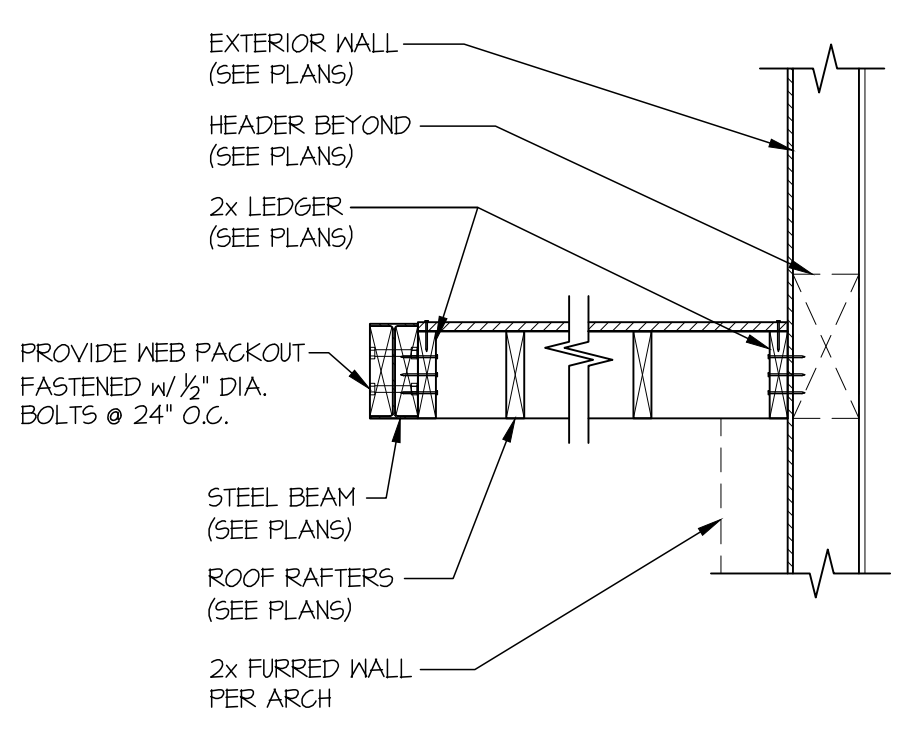 EXTERIOR WALL
(SEE PLANS)
HEADER BEYOND
(SEE PLANS)
2x LEDGER
(SEE PLANS)
PROVIDE WEB PACKOUT
FASTENED W/ ½" DIA.
BOLTS @ 24" O.C.
STEEL BEAM
(SEE PLANS)
ROOF RAFTERS
(SEE PLANS)
2x FURRED WALL
PER ARCH